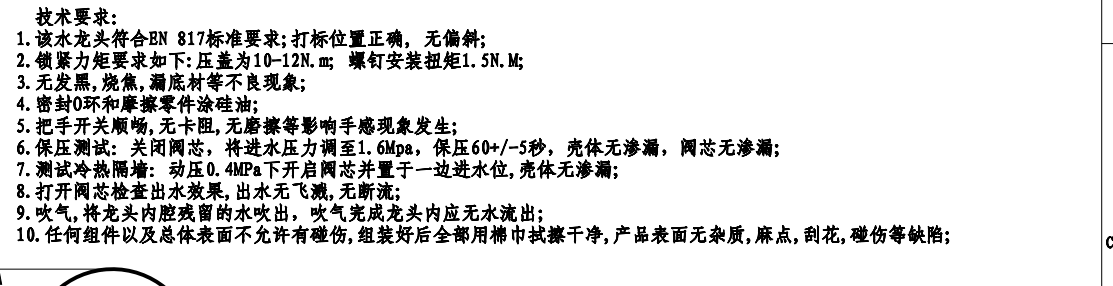 技术要求:
1.该水龙头符合EN 817标准要求;打标位置正确, 无偏斜;
2.锁紧力矩要求如下:压盖为10-12N.m; 螺钉安装扭矩1.5N.M;
3.无发黑,烧焦,漏底材等不良现象;
4.密封O环和摩擦零件涂硅油;
5.把手开关顺畅,无卡阻,无磨擦等影响手感现象发生;
6.保压测试: 关闭阀芯, 将进水压力调至1.6Mpa, 保压60+/-5秒, 壳体无渗漏, 阀芯无渗漏;
7.测试冷热隔墙: 动压0.4MPa下开启阀芯并置于一边进水位,壳体无渗漏;
8.打开阀芯检查出水效果,出水无飞溅,无断流;
9.吹气,将龙头内腔残留的水吹出, 吹气完成龙头内应无水流出;
10.任何组件以及总体表面不允许有碰伤,组装好后全部用棉巾拭擦干净,产品表面无杂质,麻点,刮花,碰伤等缺陷;